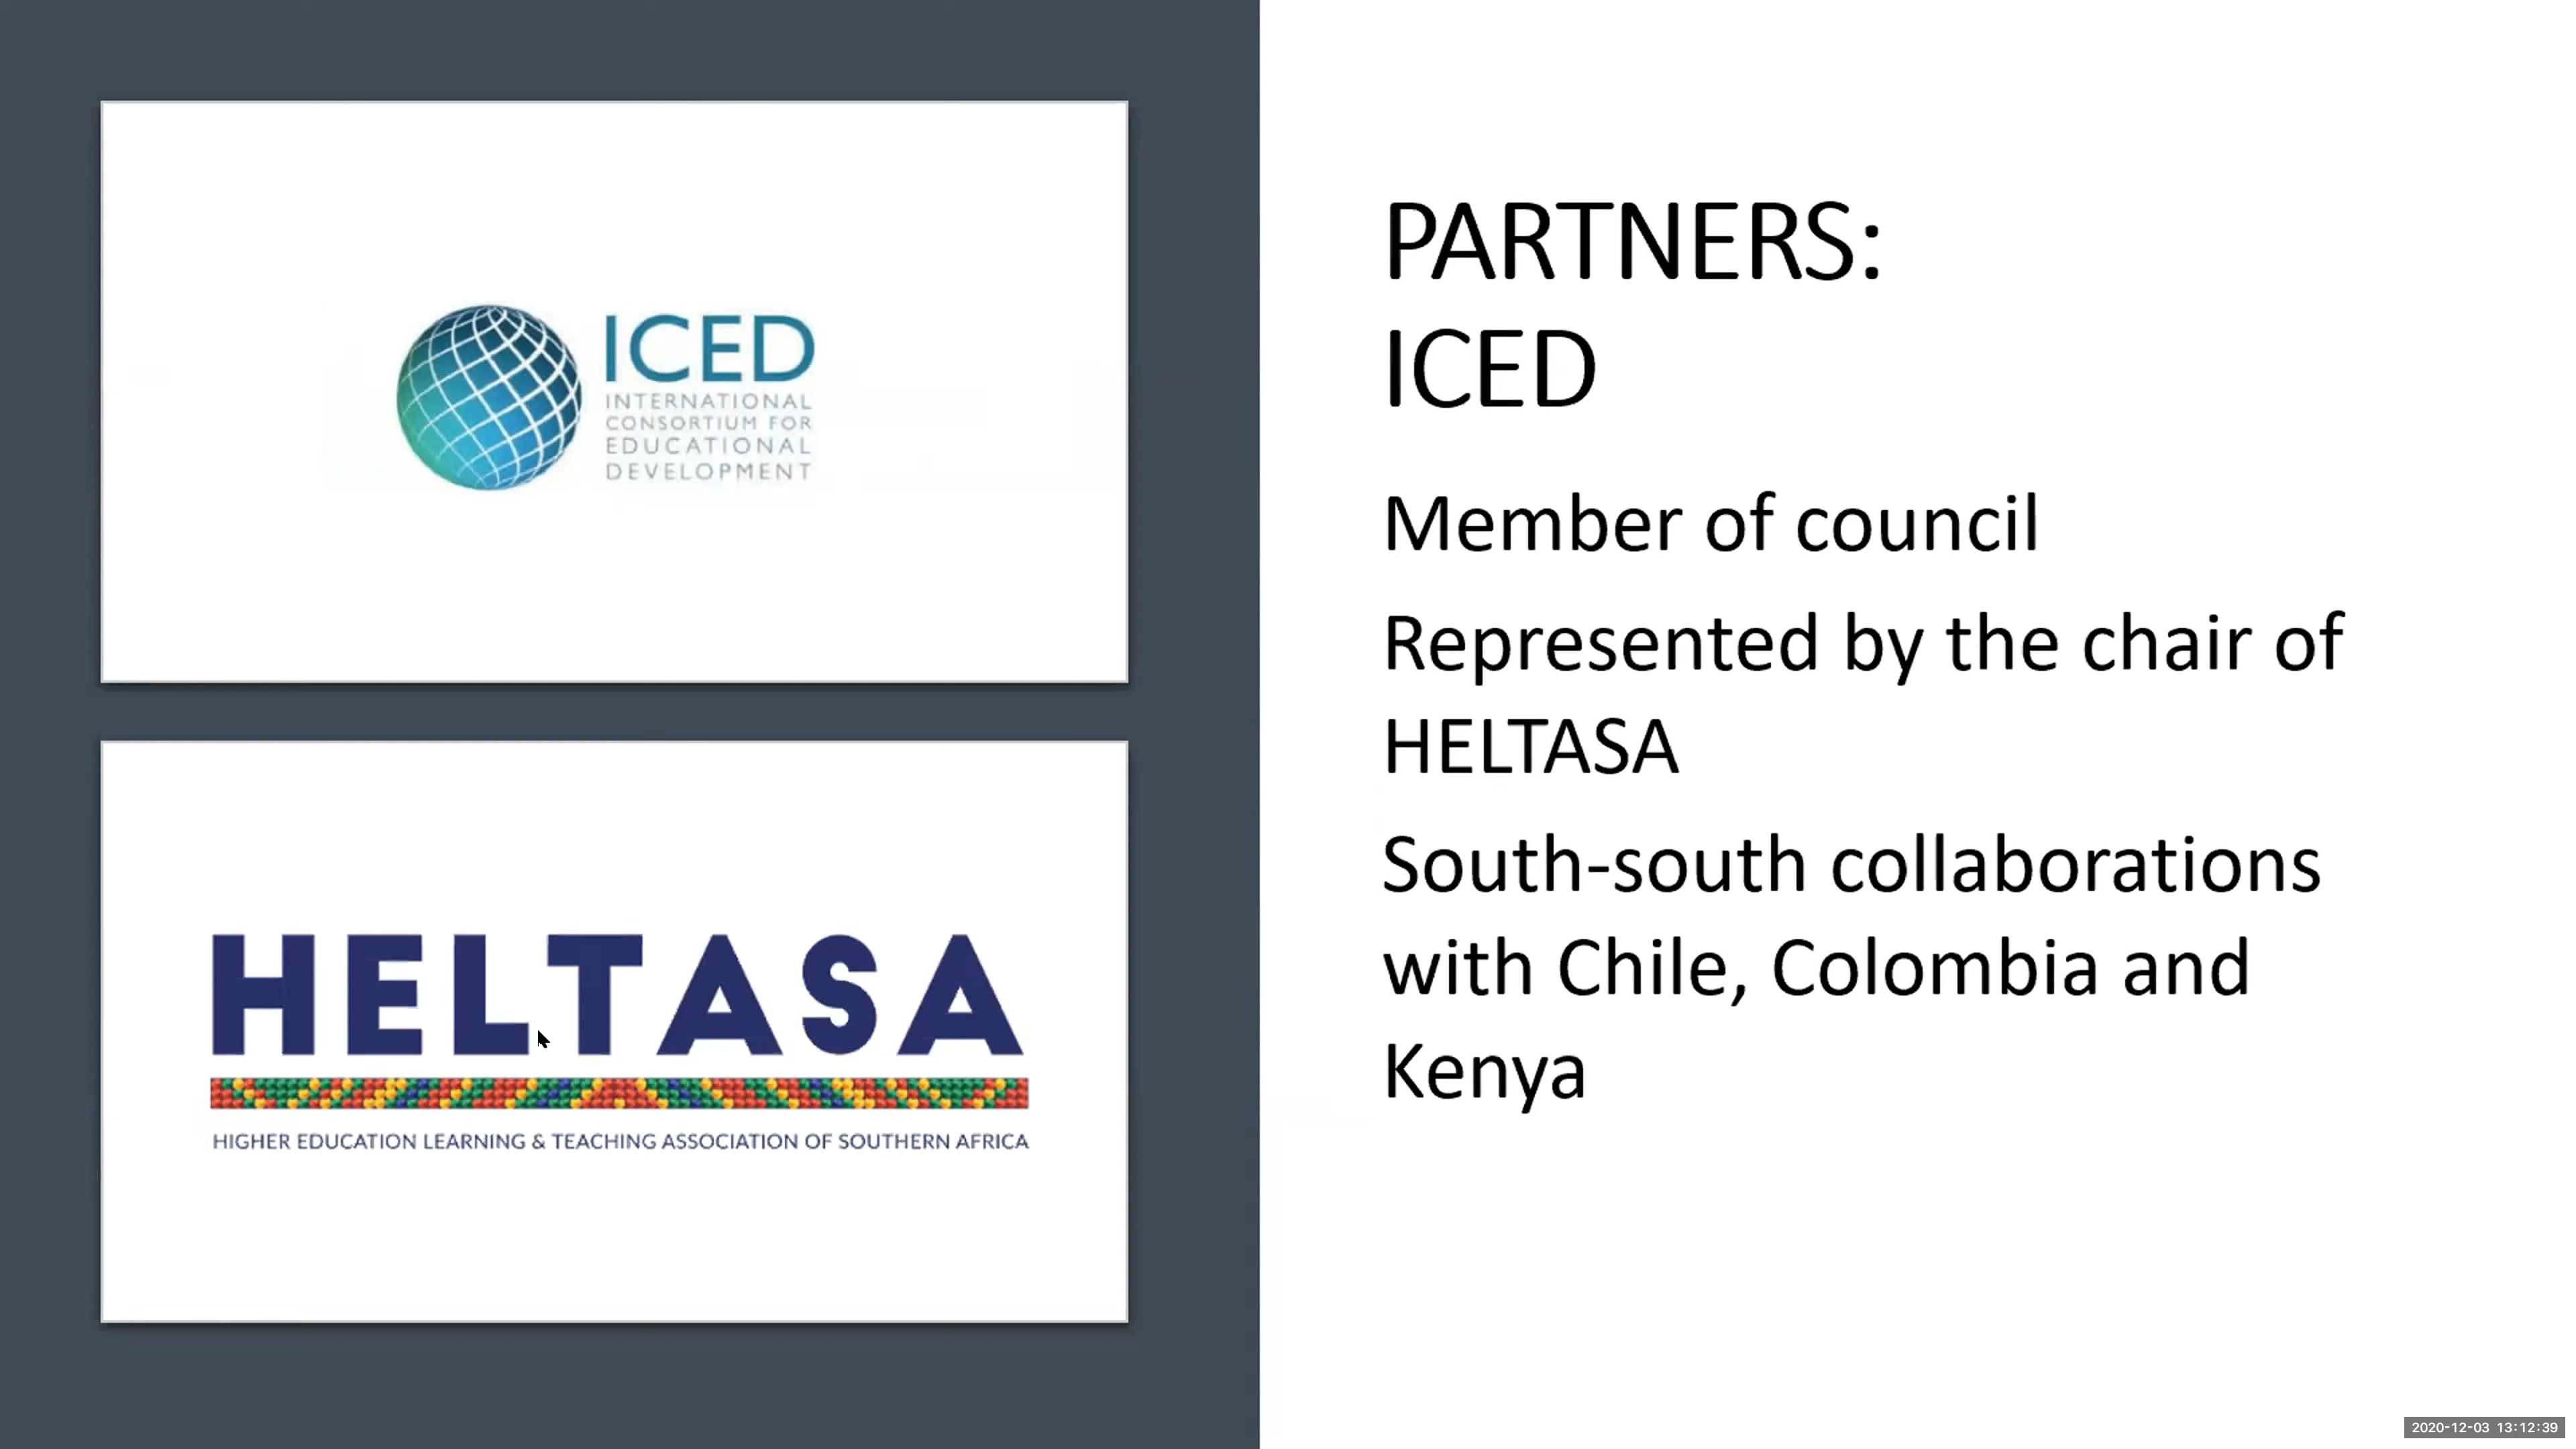 ICED
INTERNATIONAL
CONSORTIUM FOR
EDUCATIONAL
DEVELOPMENT
HELTASA
HIGHER EDUCATION LEARNING & TEACHING ASSOCIATION OF SOUTHERN AFRICA
PARTNERS:
ICED
Member of council
Represented by the chair of
HELTASA
South-south collaborations
with Chile, Colombia and
Kenya
2020-12-03 13:12:39